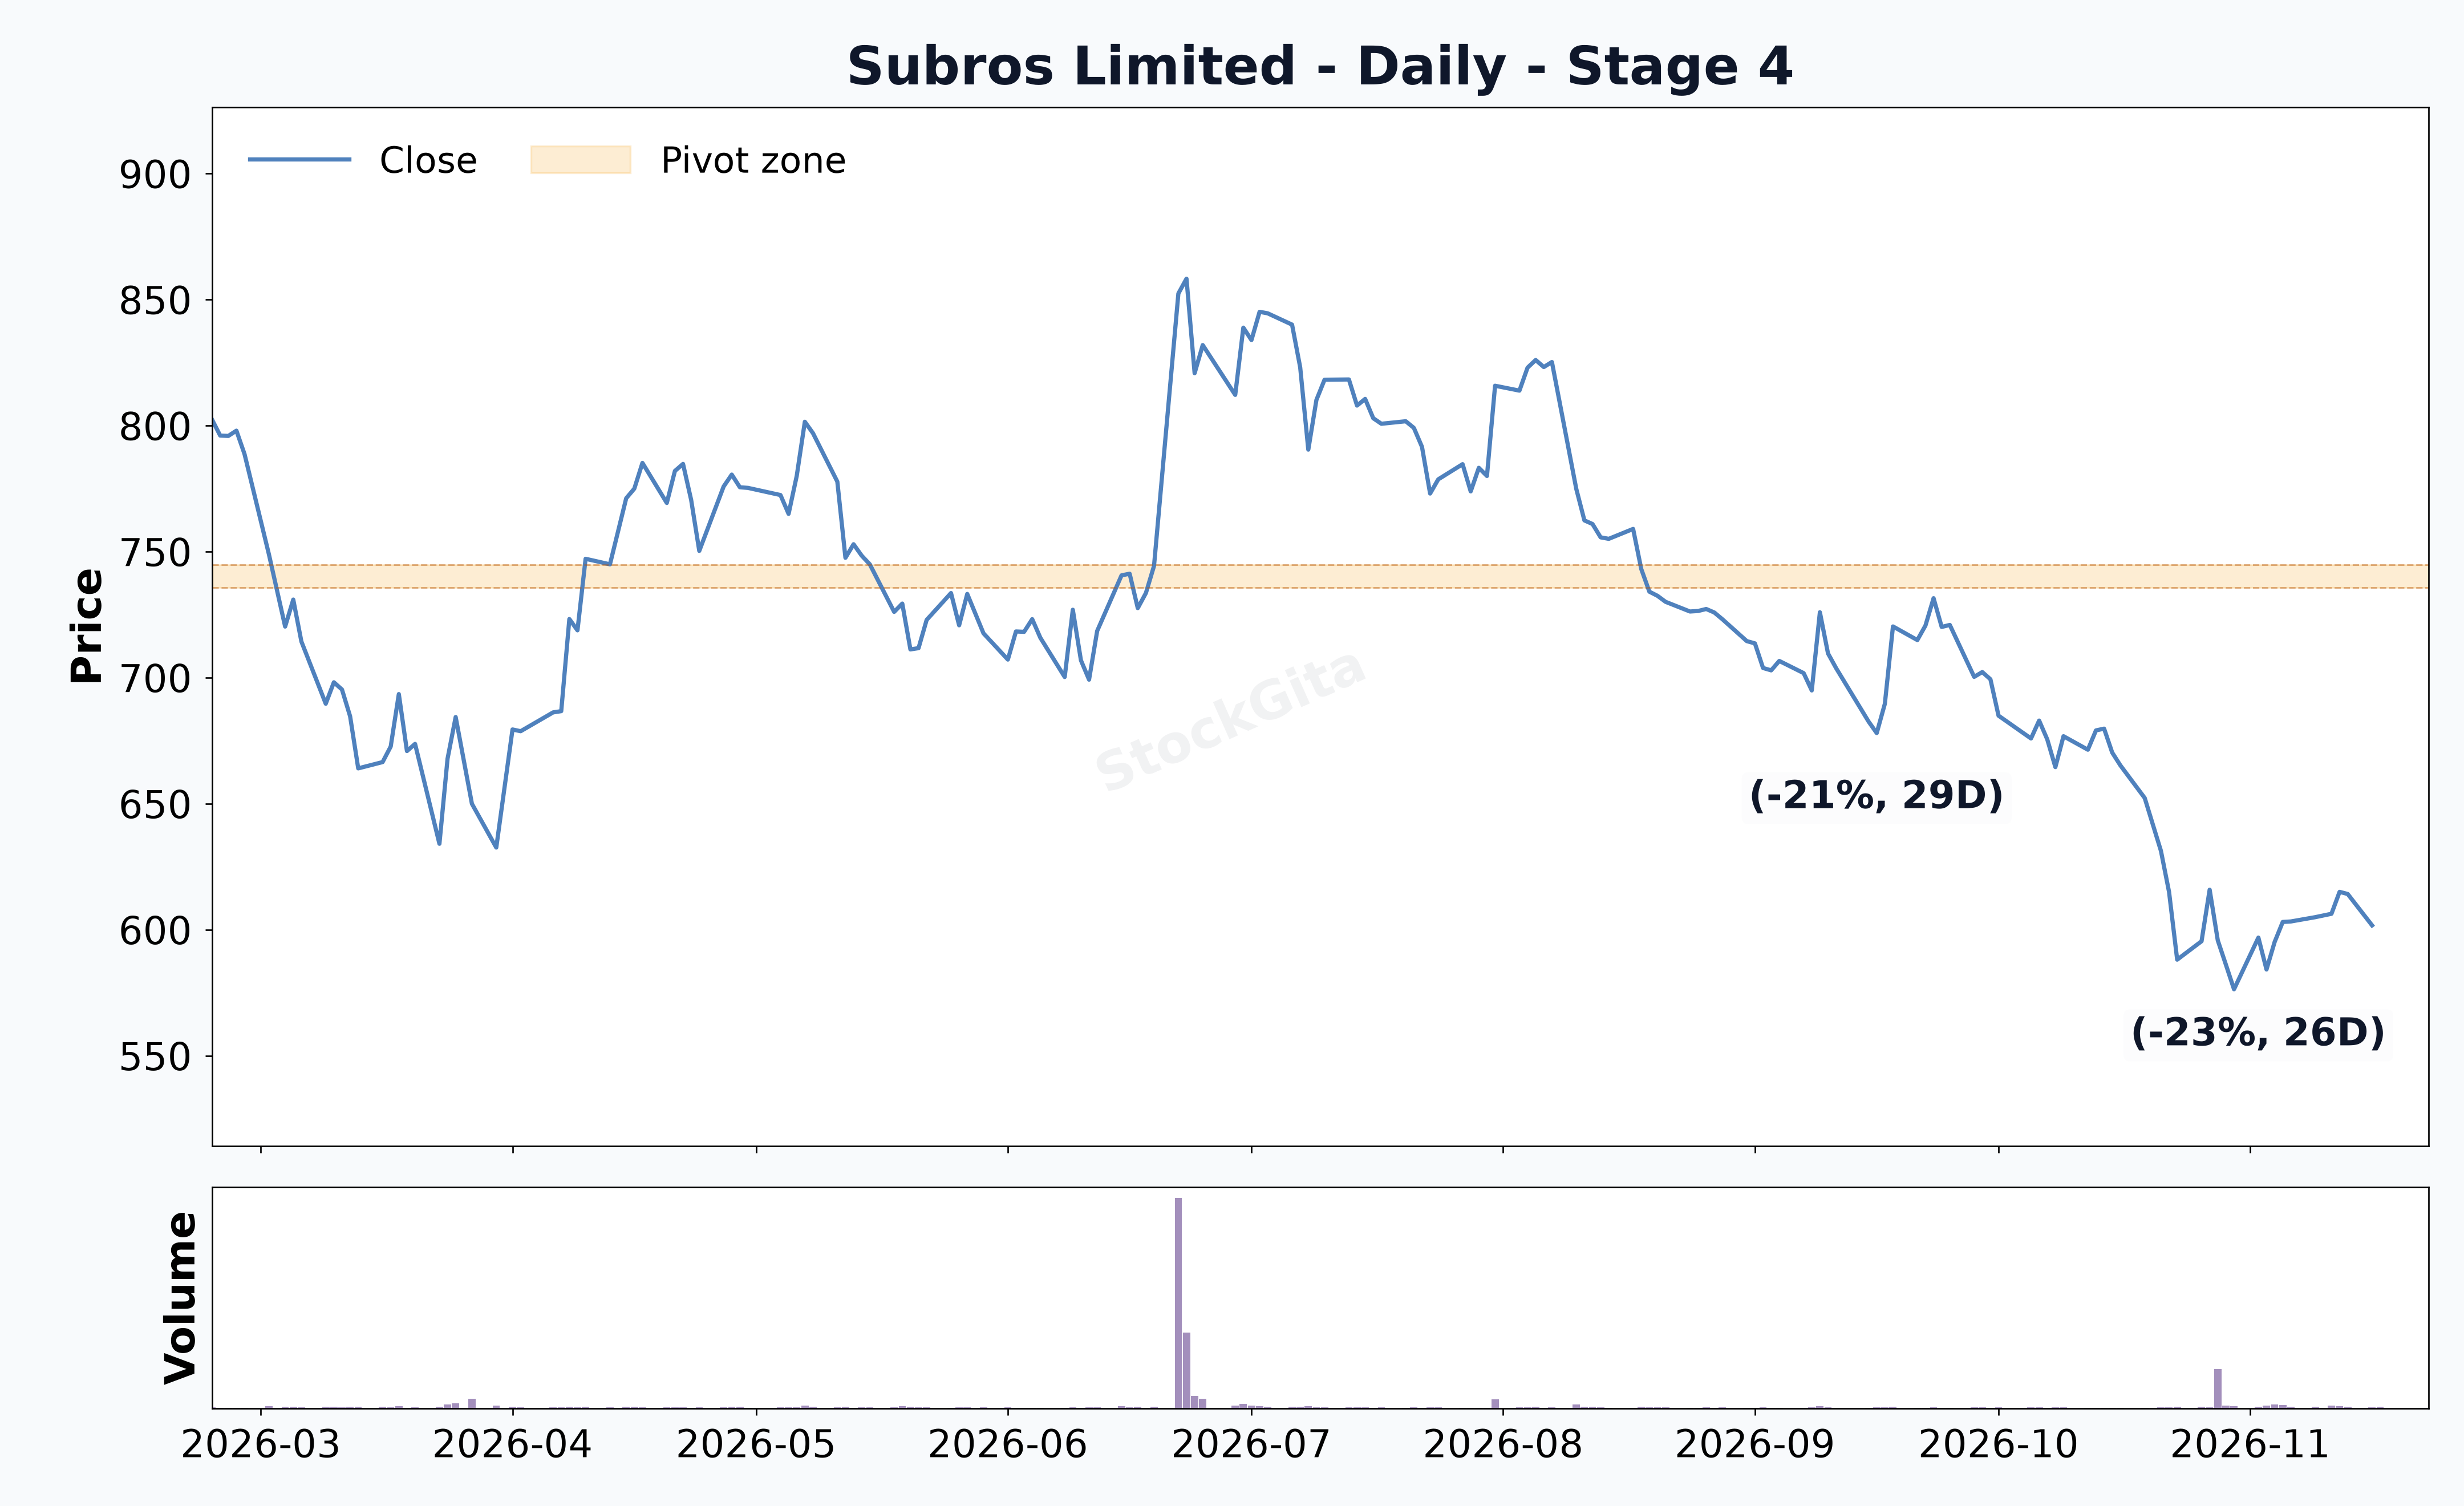 Subros Limited - Daily - Stage 4
Close
Pivot zone
900
850
800
750
700
650
600
550
Price
StockGita
(-21%, 29D)
(-23%, 26D)
Volume
2026-03
2026-04
2026-05
2026-06
2026-07
2026-08
2026-09
2026-10
2026-11